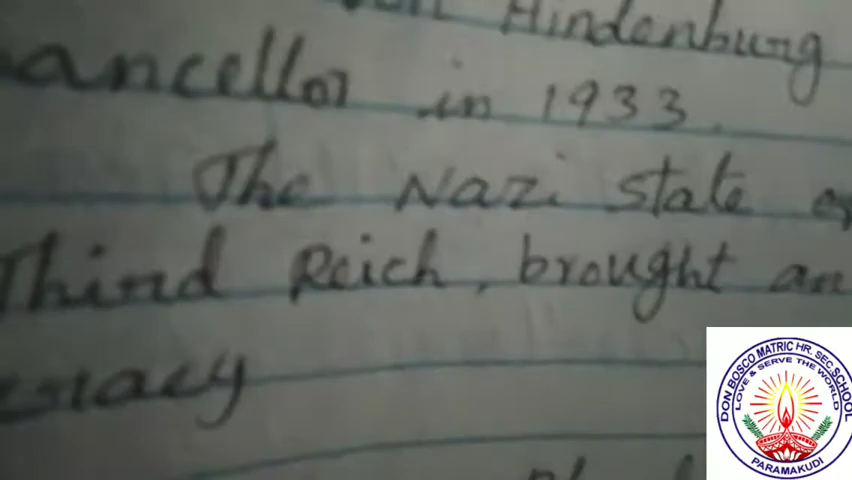 Hindenburg
in 1933.
The Nazi state
Third Reich, brought an
DON BOSCO MATRIC HR. SEC SCHOOL
LOVE & SERVE THE WORLD
PARAMAKUDI